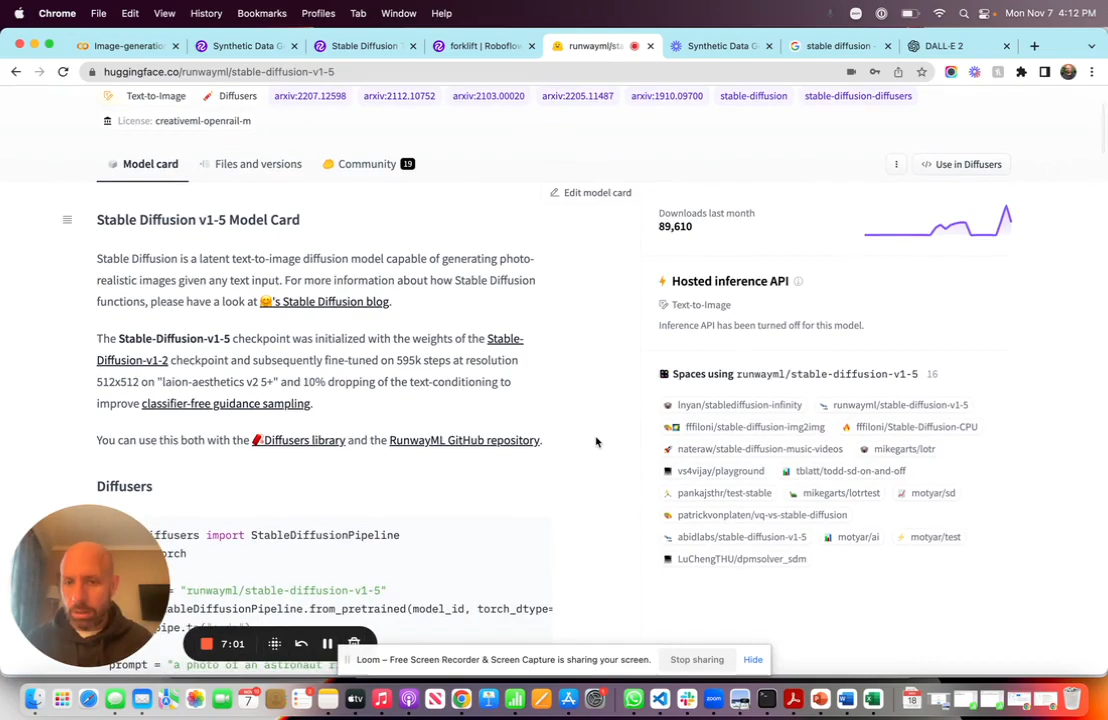 Chrome File Edit View History Bookmarks Profiles Tab Window Help Mon Nov 7 4:12 PM
Image-generatio Synthetic Data G Stable Diffusion T forklift | Roboflow runwayml/sta Synthetic Data G stable diffusion - DALL·E 2
huggingface.co/runwayml/stable-diffusion-v1-5
Text-to-Image Diffusers arxiv:2207.12598 arxiv:2112.10752 arxiv:2103.00020 arxiv:2205.11487 arxiv:1910.09700 stable-diffusion stable-diffusion-diffusers
License: creativeml-openrail-m
Model card Files and versions Community 19 Use in Diffusers
Edit model card
Stable Diffusion v1-5 Model Card
Stable Diffusion is a latent text-to-image diffusion model capable of generating photo-
realistic images given any text input. For more information about how Stable Diffusion
functions, please have a look at 🤗's Stable Diffusion blog.
The Stable-Diffusion-v1-5 checkpoint was initialized with the weights of the Stable-
Diffusion-v1-2 checkpoint and subsequently fine-tuned on 595k steps at resolution
512x512 on "laion-aesthetics v2 5+" and 10% dropping of the text-conditioning to
improve classifier-free guidance sampling.
You can use this both with the 🧨Diffusers library and the RunwayML GitHub repository.
Diffusers
ffusers import StableDiffusionPipeline
rch
= "runwayml/stable-diffusion-v1-5"
ableDiffusionPipeline.from_pretrained(model_id, torch_dtype=
pipe.to(
prompt = "a photo of an astronaut r
Downloads last month
89,610
Hosted inference API
Text-to-Image
Inference API has been turned off for this model.
Spaces using runwayml/stable-diffusion-v1-5 16
lnyan/stablediffusion-infinity runwayml/stable-diffusion-v1-5
fffiloni/stable-diffusion-img2img fffiloni/Stable-Diffusion-CPU
nateraw/stable-diffusion-music-videos mikegarts/lotr
vs4vijay/playground tblatt/todd-sd-on-and-off
pankajsthr/test-stable mikegarts/lotrtest motyar/sd
patrickvonplaten/vq-vs-stable-diffusion
abidlabs/stable-diffusion-v1-5 motyar/ai motyar/test
LuChengTHU/dpmsolver_sdm
7:01
Loom – Free Screen Recorder & Screen Capture is sharing your screen. Stop sharing Hide